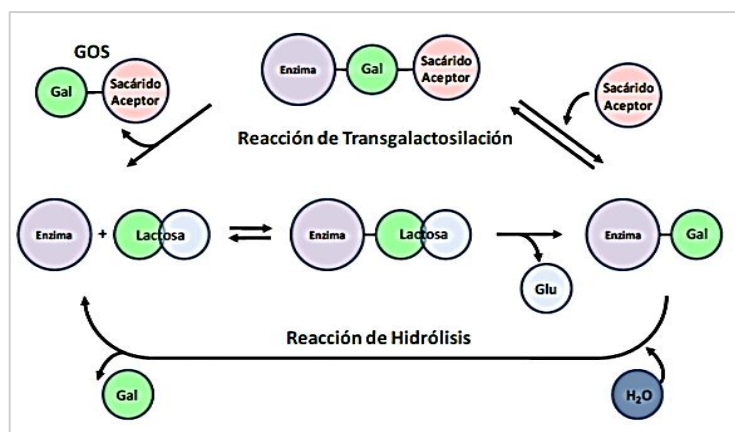 GOS
Gal
Sacárido
Aceptor
Enzima
Gal
Sacárido
Aceptor
Sacárido
Aceptor
Reacción de Transgalactosilación
Enzima
+
Lactosa
Enzima
Lactosa
Enzima
Gal
Glu
Reacción de Hidrólisis
Gal
H₂O